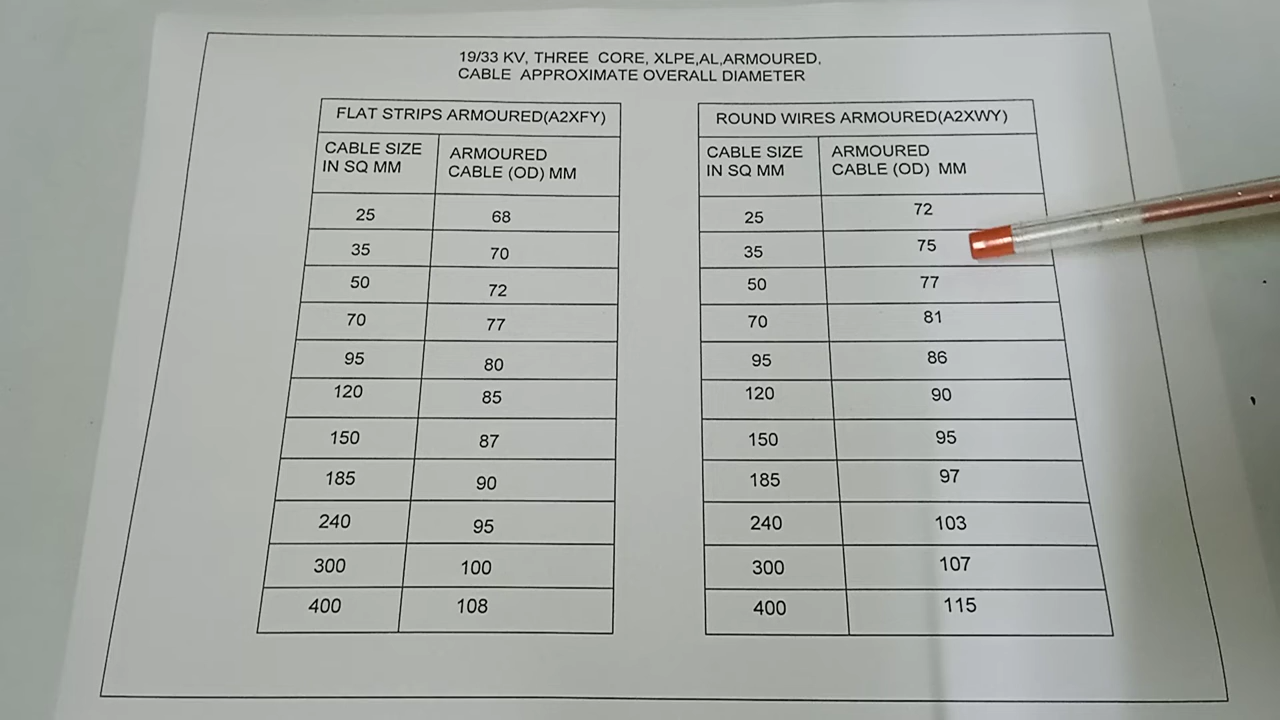 19/33 KV, THREE CORE, XLPE,AL,ARMOURED,
CABLE APPROXIMATE OVERALL DIAMETER
FLAT STRIPS ARMOURED(A2XFY)
CABLE SIZE
IN SQ MM
ARMOURED
CABLE (OD) MM
25 68
35 70
50 72
70 77
95 80
120 85
150 87
185 90
240 95
300 100
400 108
ROUND WIRES ARMOURED(A2XWY)
CABLE SIZE
IN SQ MM
ARMOURED
CABLE (OD) MM
25 72
35 75
50 77
70 81
95 86
120 90
150 95
185 97
240 103
300 107
400 115